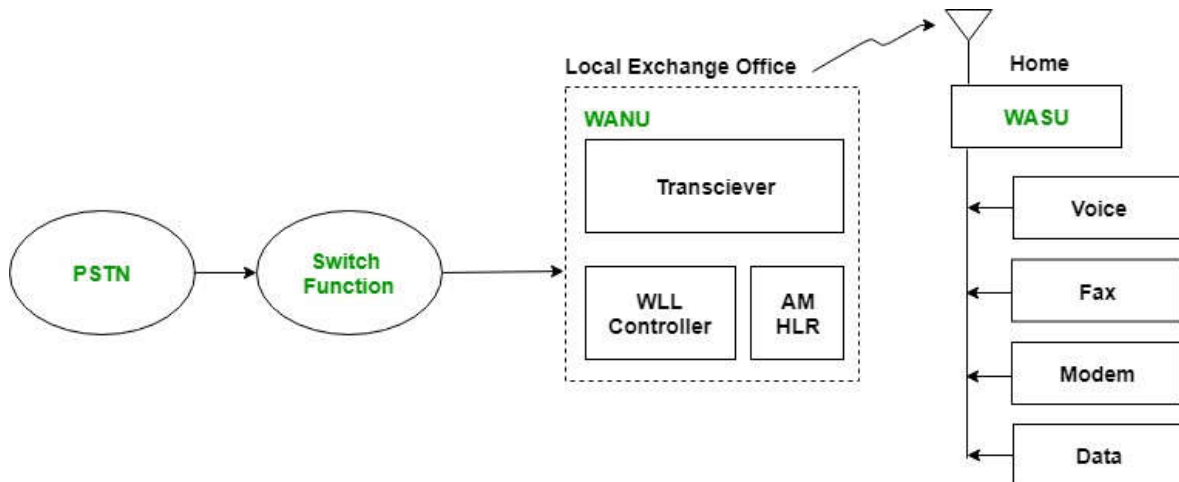 Local Exchange Office
Home
WANU
WASU
Transciever
Voice
PSTN
Switch
Function
WLL
Controller
AM
HLR
Fax
Modem
Data